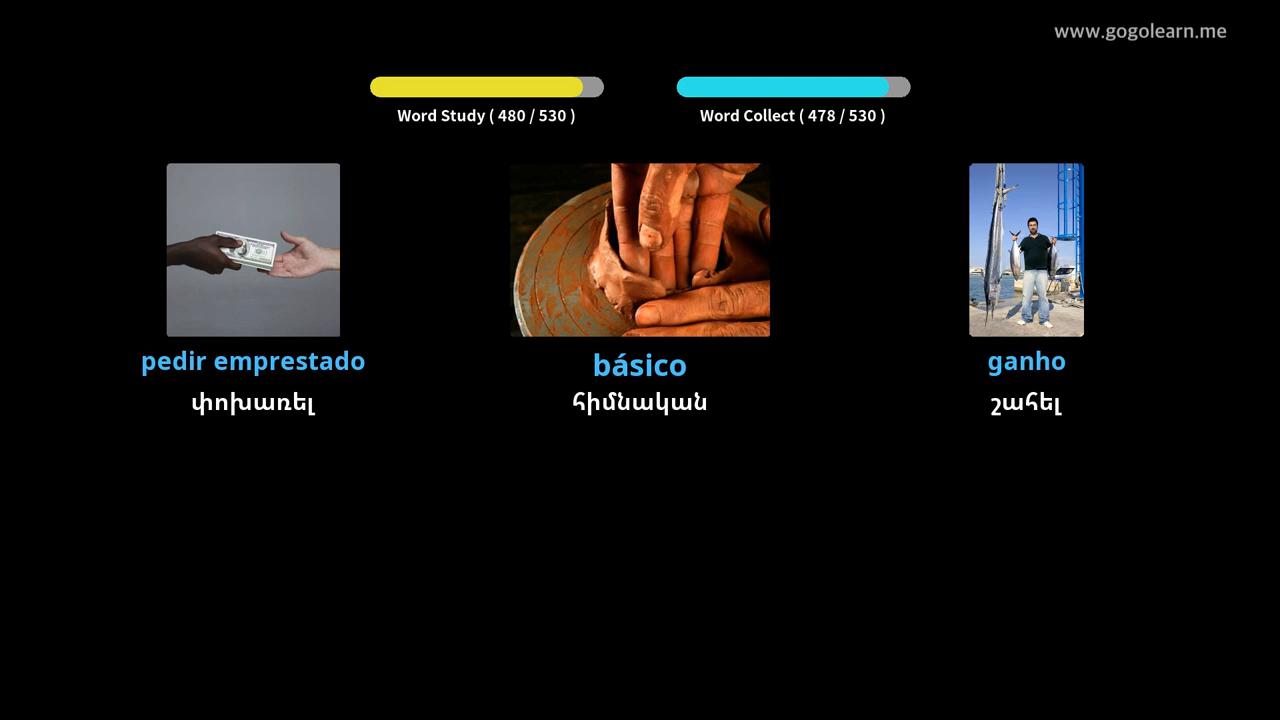 www.gogolearn.me
Word Study ( 480 / 530 )
Word Collect ( 478 / 530 )
pedir emprestado
փոխառել
básico
հիմնական
ganho
շահել